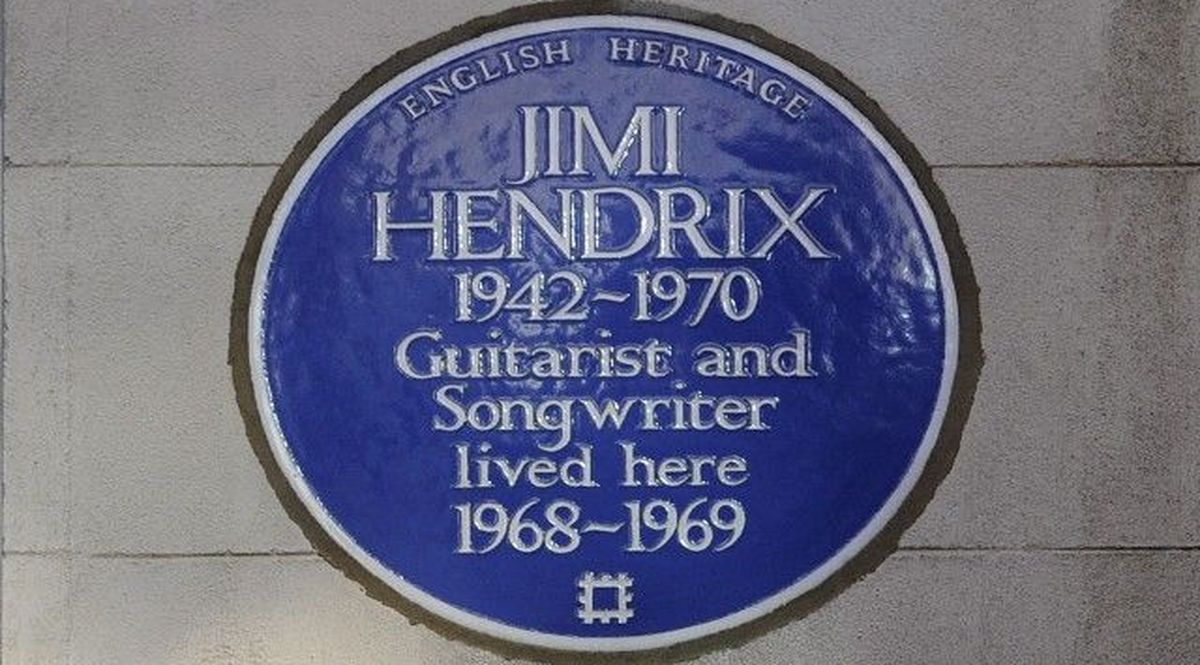 ENGLISH HERITAGE
JIMI
HENDRIX
1942~1970
Guitarist and
Songwriter
lived here
1968~1969